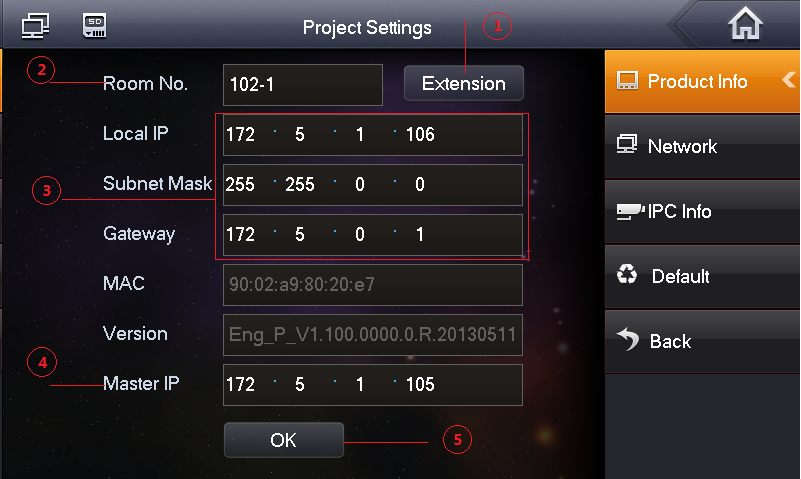 SD
Project Settings
1
2
Room No.
102-1
Extension
Local IP
172 . 5 . 1 . 106
3
Subnet Mask
255 . 255 . 0 . 0
Gateway
172 . 5 . 0 . 1
MAC
90:02:a9:80:20:e7
Version
Eng_P_V1.100.0000.0.R.20130511
4
Master IP
172 . 5 . 1 . 105
OK
5
Product Info
Network
IPC Info
Default
Back